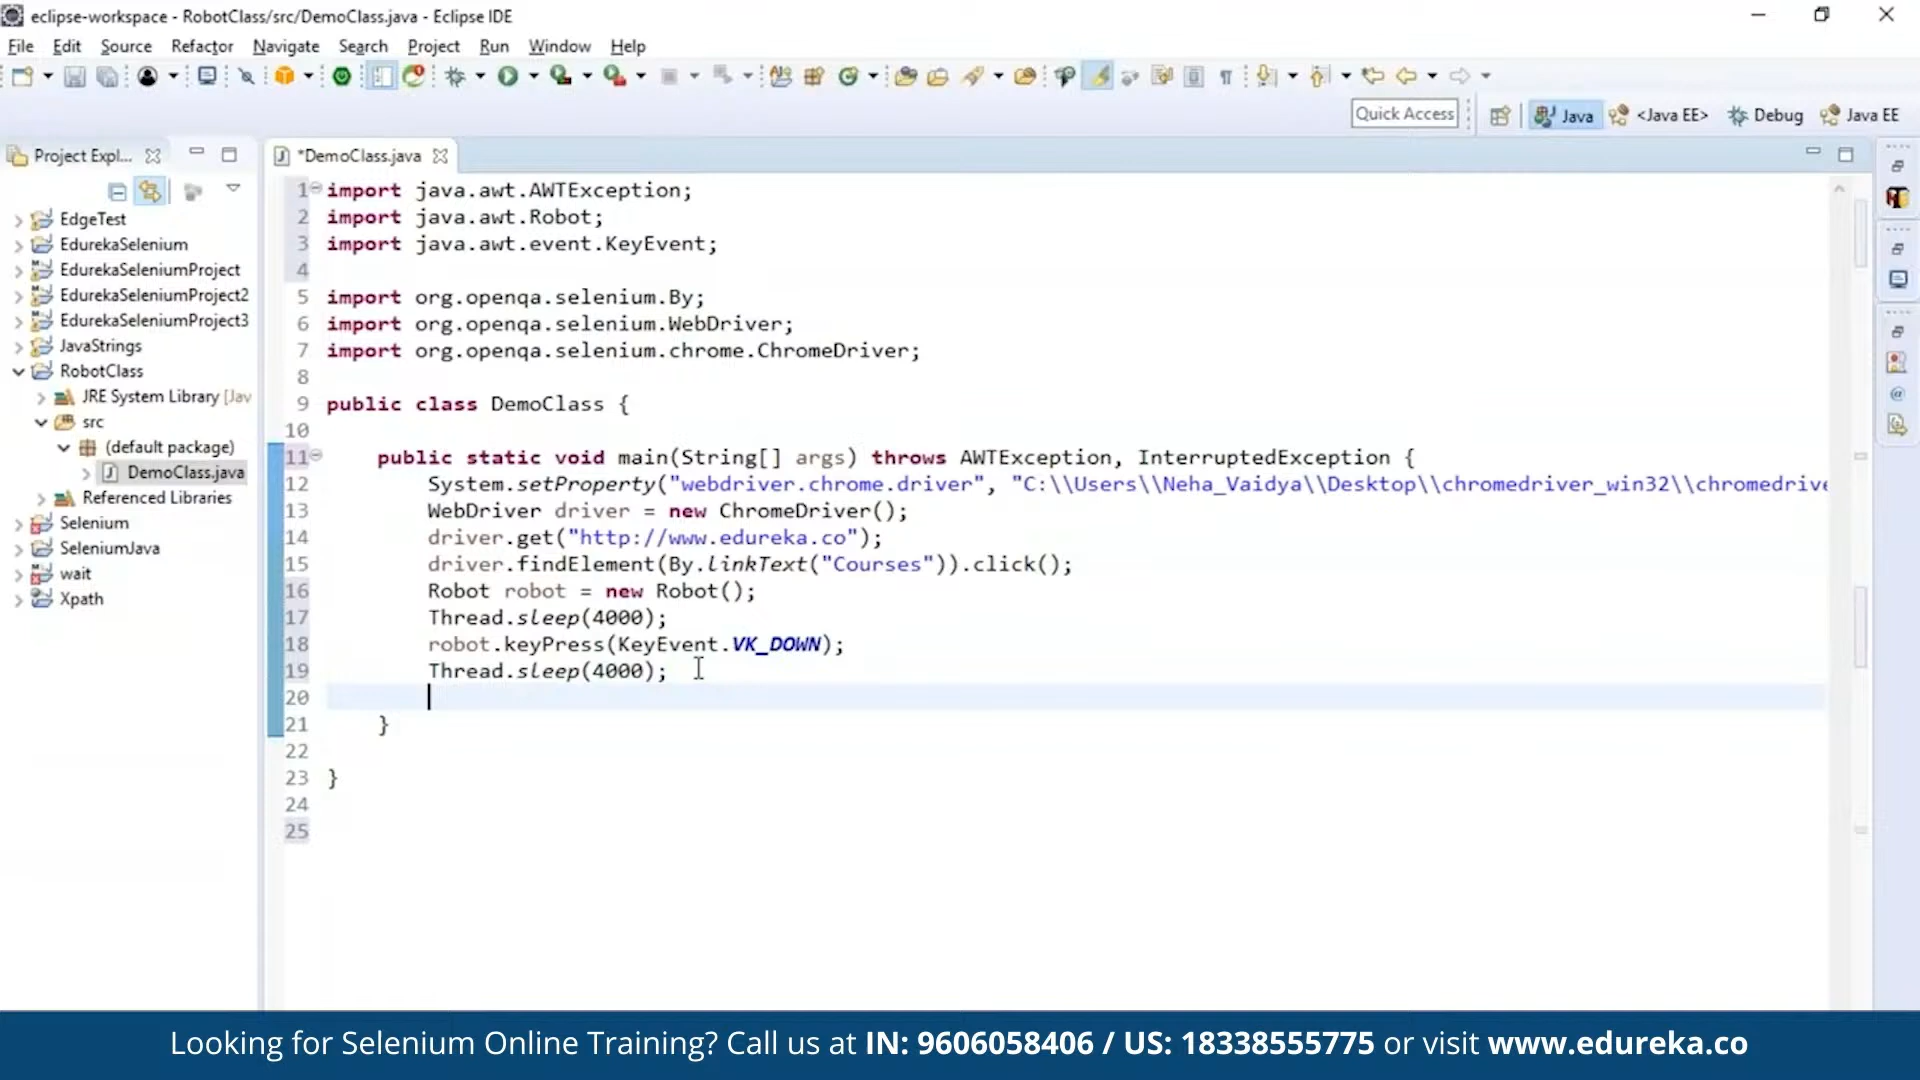 eclipse-workspace - RobotClass/src/DemoClass.java - Eclipse IDE
File Edit Source Refactor Navigate Search Project Run Window Help
Quick Access
Java <Java EE> Debug Java EE
Project Expl...
*DemoClass.java
EdgeTest
EdurekaSelenium
EdurekaSeleniumProject
EdurekaSeleniumProject2
EdurekaSeleniumProject3
JavaStrings
RobotClass
JRE System Library [Jav
src
(default package)
DemoClass.java
Referenced Libraries
Selenium
SeleniumJava
wait
Xpath
1 import java.awt.AWTException;
2 import java.awt.Robot;
3 import java.awt.event.KeyEvent;
4
5 import org.openqa.selenium.By;
6 import org.openqa.selenium.WebDriver;
7 import org.openqa.selenium.chrome.ChromeDriver;
8
9 public class DemoClass {
10
11 public static void main(String[] args) throws AWTException, InterruptedException {
12 System.setProperty("webdriver.chrome.driver", "C:\\Users\\Neha_Vaidya\\Desktop\\chromedriver_win32\\chromedrive
13 WebDriver driver = new ChromeDriver();
14 driver.get("http://www.edureka.co");
15 driver.findElement(By.linkText("Courses")).click();
16 Robot robot = new Robot();
17 Thread.sleep(4000);
18 robot.keyPress(KeyEvent.VK_DOWN);
19 Thread.sleep(4000);
20
21 }
22
23 }
24
25
Looking for Selenium Online Training? Call us at IN: 9606058406 / US: 18338555775 or visit www.edureka.co